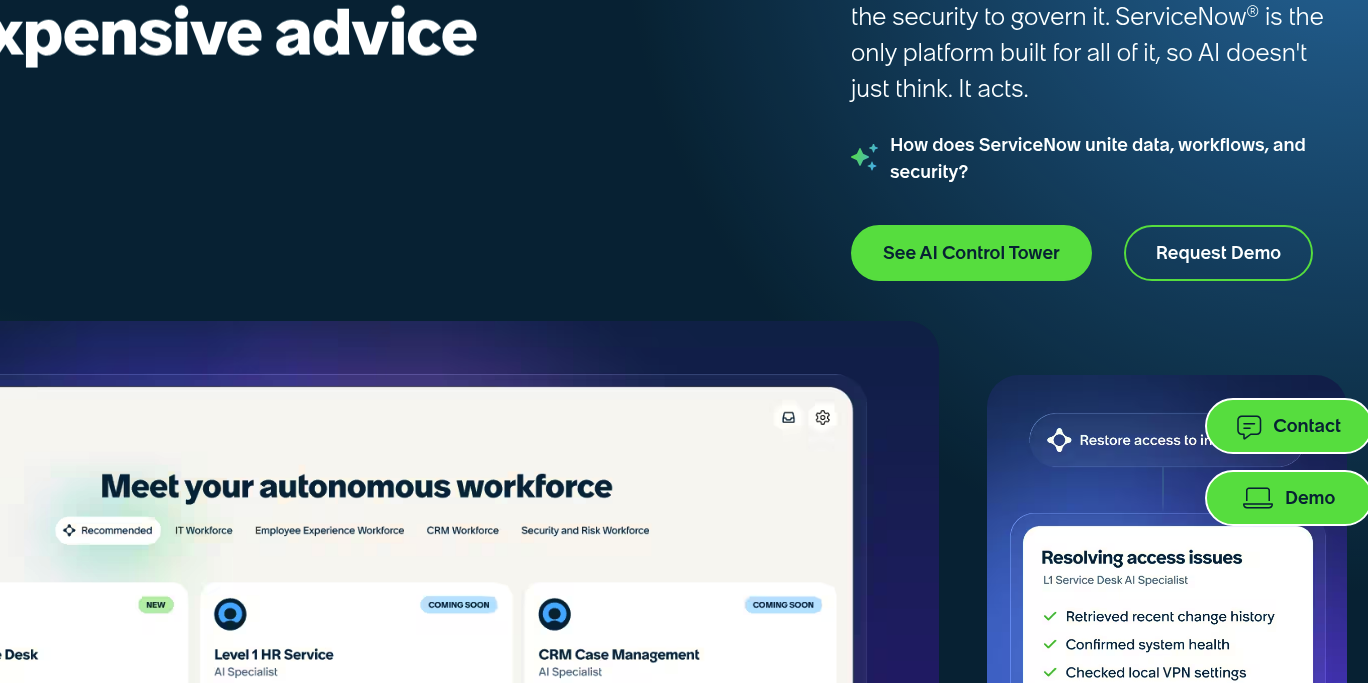 xpensive advice
the security to govern it. ServiceNow® is the
only platform built for all of it, so AI doesn't
just think. It acts.
How does ServiceNow unite data, workflows, and
security?
See AI Control Tower
Request Demo
Meet your autonomous workforce
Recommended
IT Workforce
Employee Experience Workforce
CRM Workforce
Security and Risk Workforce
NEW
Desk
COMING SOON
Level 1 HR Service
AI Specialist
COMING SOON
CRM Case Management
AI Specialist
Restore access to in
Contact
Demo
Resolving access issues
L1 Service Desk AI Specialist
Retrieved recent change history
Confirmed system health
Checked local VPN settings